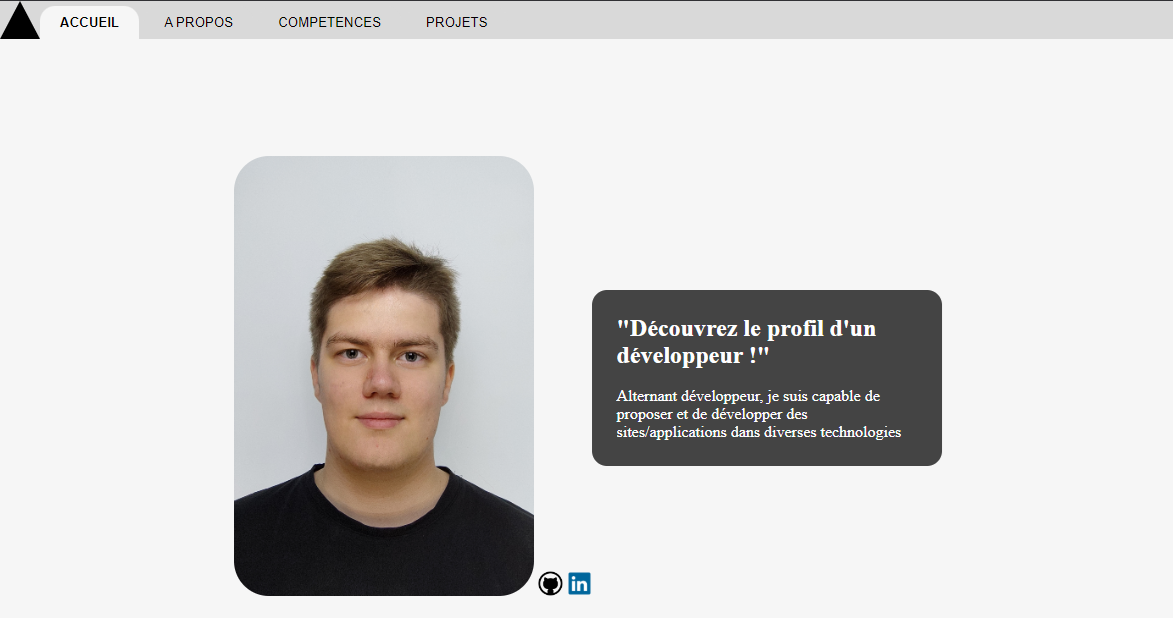 ACCUEIL A PROPOS COMPETENCES PROJETS
"Découvrez le profil d'un
développeur !"
Alternant développeur, je suis capable de
proposer et de développer des
sites/applications dans diverses technologies
in